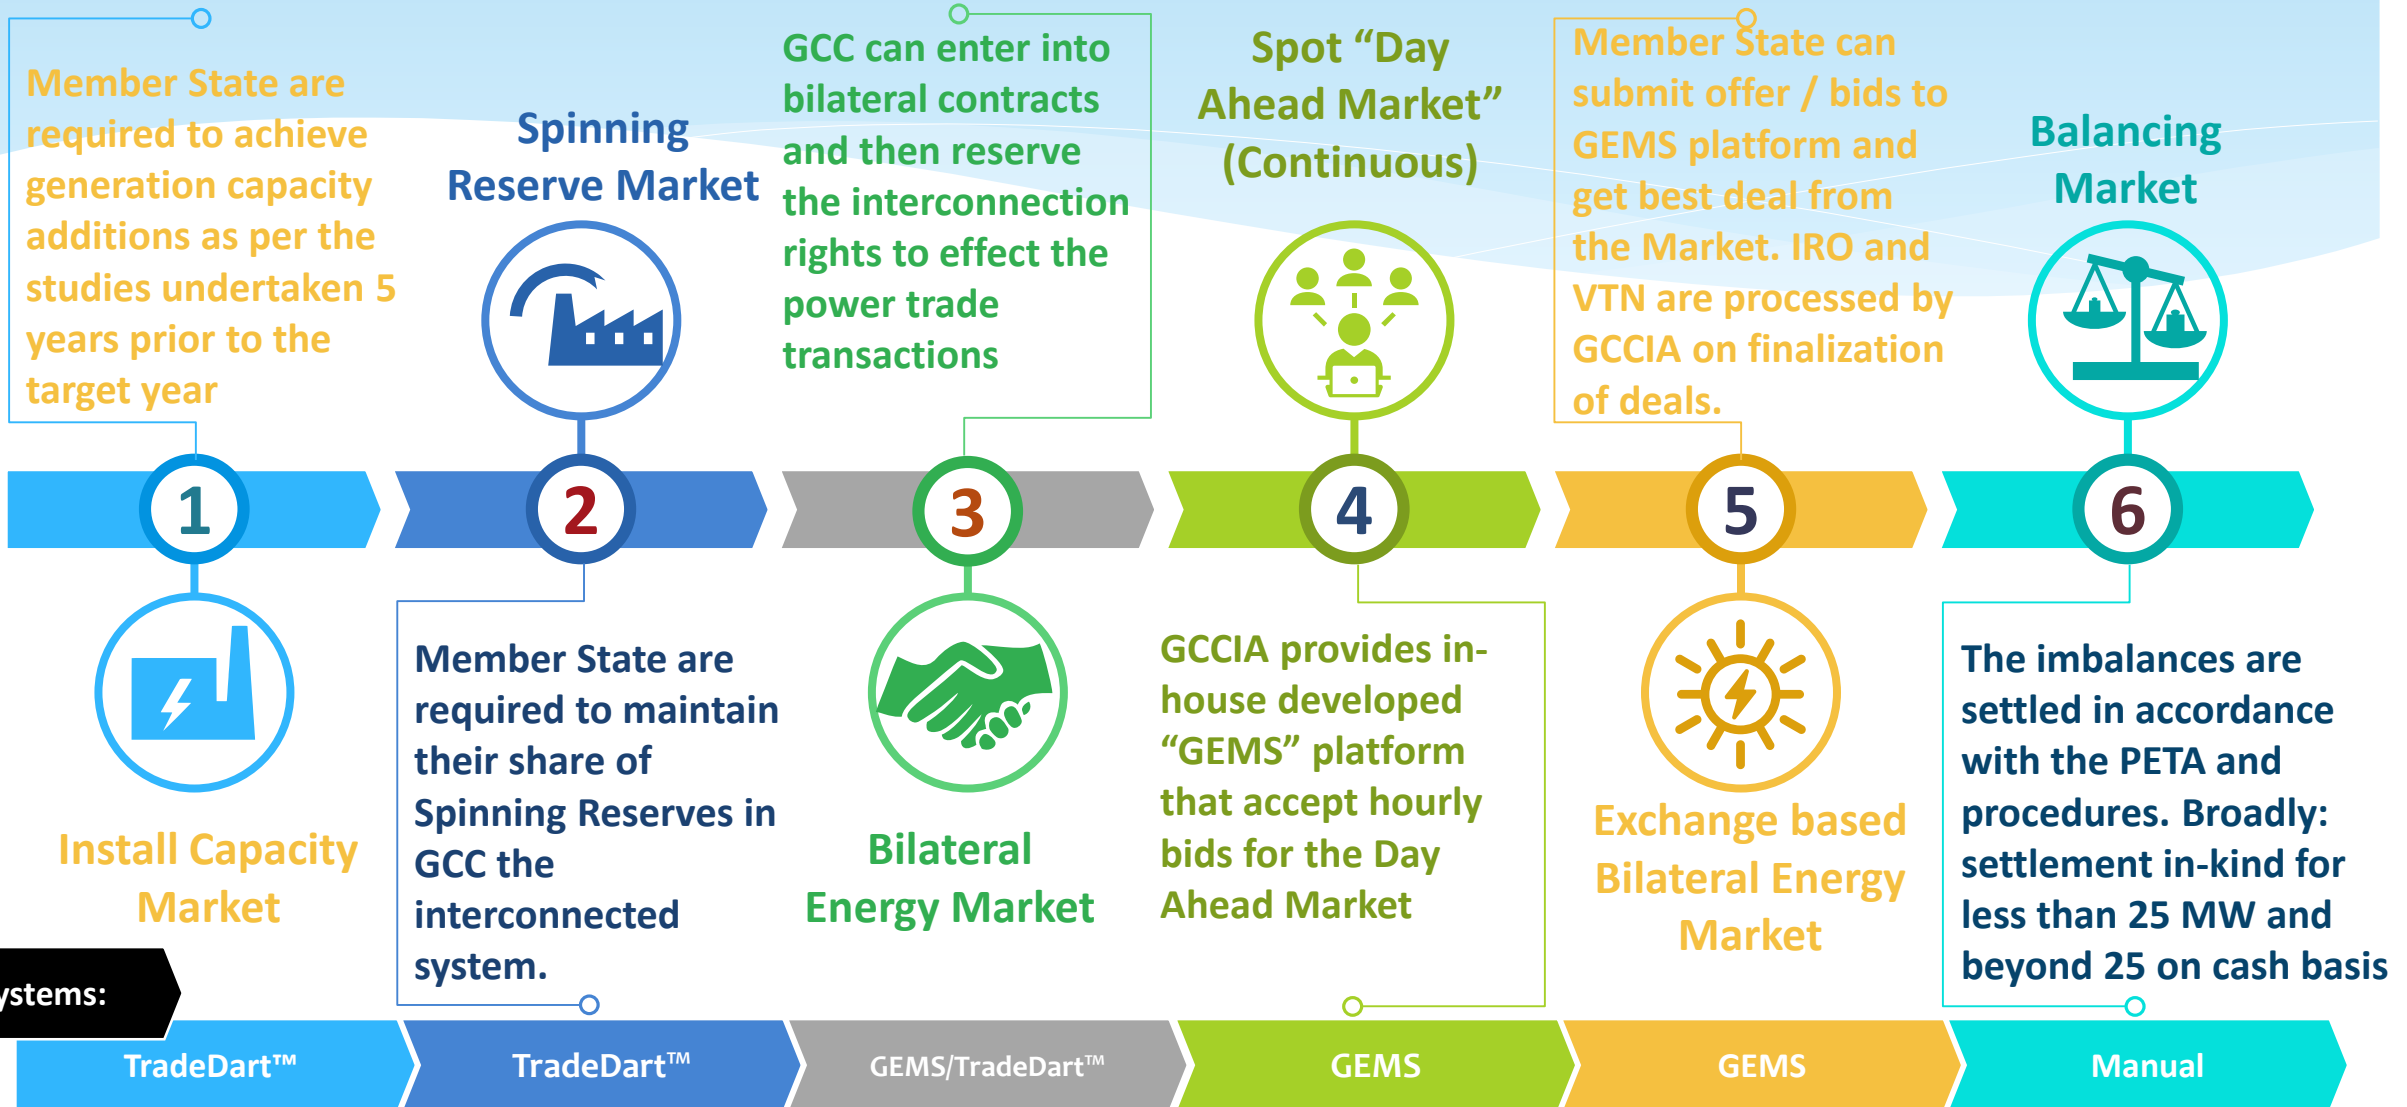 Member State are
required to achieve
generation capacity
additions as per the
studies undertaken 5
years prior to the
target year
1
Install Capacity
Market
Spinning
Reserve Market
2
Member State are
required to maintain
their share of
Spinning Reserves in
GCC the
interconnected
system.
GCC can enter into
bilateral contracts
and then reserve
the interconnection
rights to effect the
power trade
transactions
3
Bilateral
Energy Market
Spot “Day
Ahead Market”
(Continuous)
4
GCCIA provides in-
house developed
“GEMS” platform
that accept hourly
bids for the Day
Ahead Market
Member State can
submit offer / bids to
GEMS platform and
get best deal from
the Market. IRO and
VTN are processed by
GCCIA on finalization
of deals.
5
Exchange based
Bilateral Energy
Market
Balancing
Market
6
The imbalances are
settled in accordance
with the PETA and
procedures. Broadly:
settlement in-kind for
less than 25 MW and
beyond 25 on cash basis
ystems:
TradeDart™
TradeDart™
GEMS/TradeDart™
GEMS
GEMS
Manual